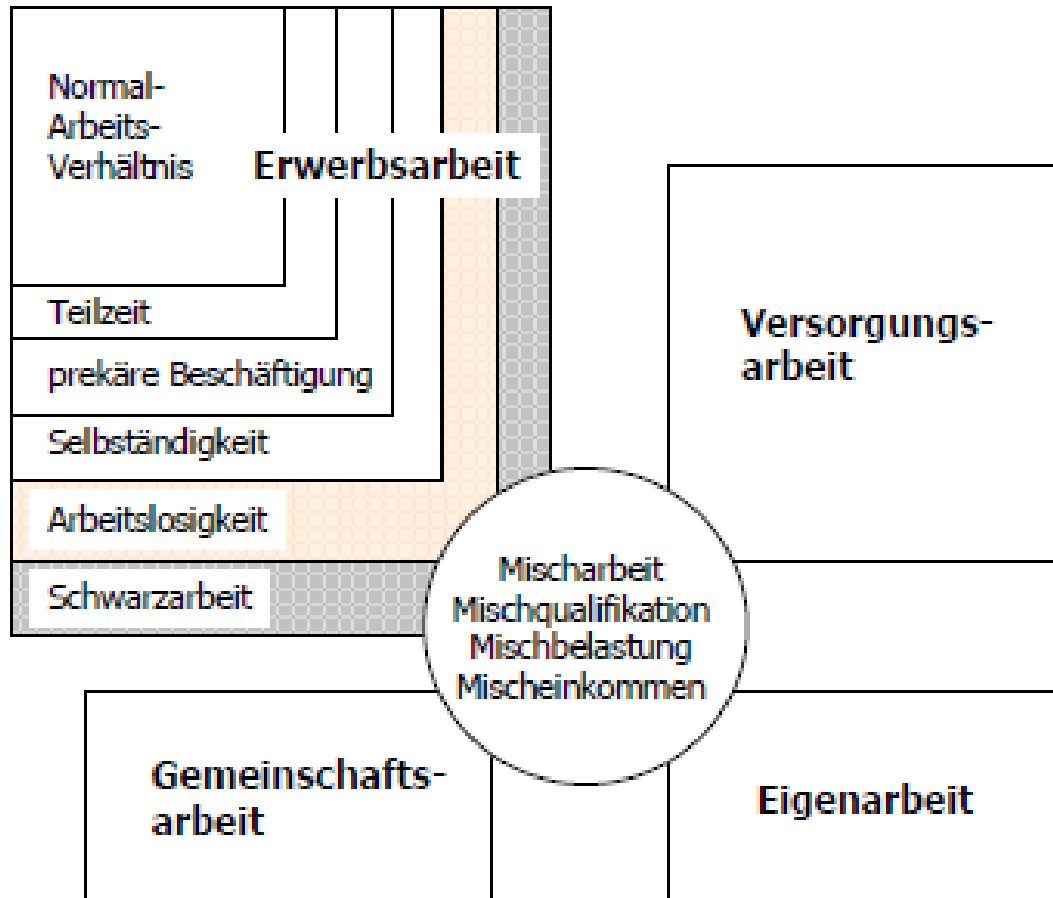 Normal-
Arbeits-
Verhältnis
Erwerbsarbeit
Teilzeit
prekäre Beschäftigung
Selbständigkeit
Arbeitslosigkeit
Schwarzarbeit
Versorgungs-
arbeit
Mischarbeit
Mischqualifikation
Mischbelastung
Mischeinkommen
Gemeinschafts-
arbeit
Eigenarbeit